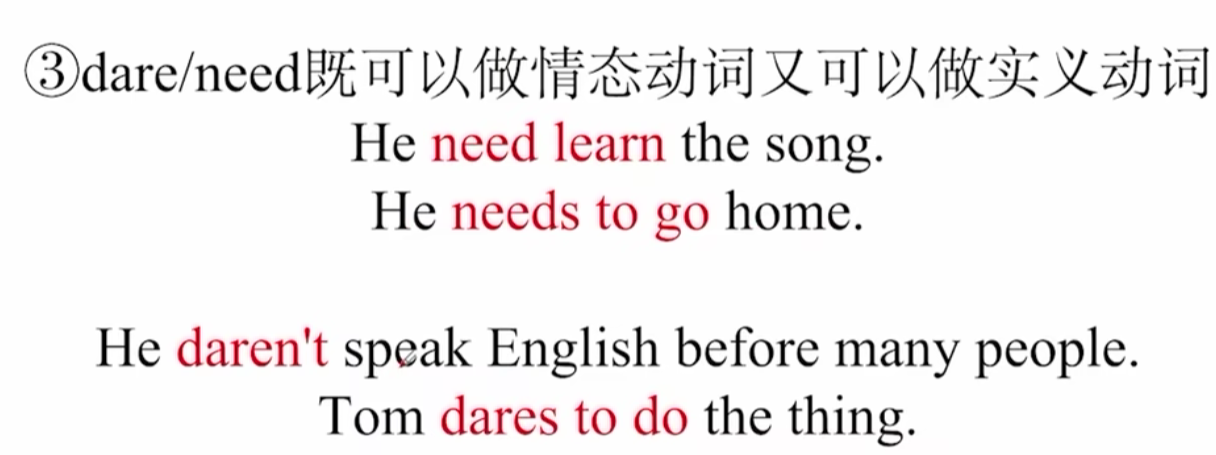 ③dare/need既可以做情态动词又可以做实义动词
He need learn the song.
He needs to go home.
He daren't speak English before many people.
Tom dares to do the thing.